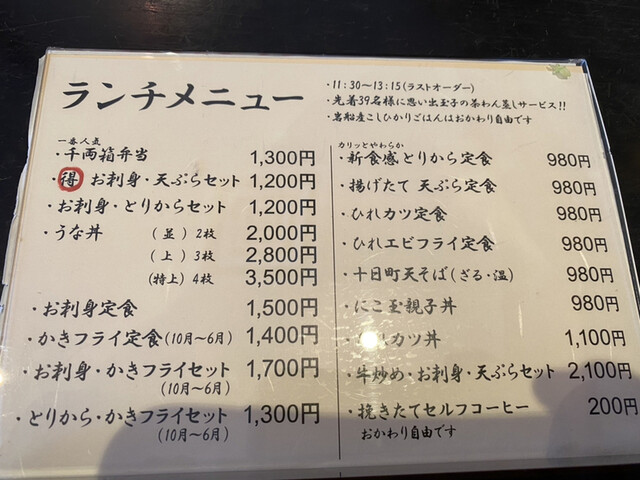 ランチメニュー
・11:30〜13:15(ラストオーダー)
・先着39名様に思い出玉子の茶わん蒸しサービス!!
・岩船産こしひかりごはんはおかわり自由です
一番人気
・千両箱弁当 1,300円
・得 お刺身・天ぷらセット 1,200円
・お刺身・とりからセット 1,200円
・うな丼 (並) 2枚 2,000円
(上) 3枚 2,800円
(特上) 4枚 3,500円
・お刺身定食 1,500円
・かきフライ定食(10月〜6月) 1,400円
・お刺身・かきフライセット 1,700円
(10月〜6月)
・とりから・かきフライセット 1,300円
(10月〜6月)
カリッとやわらか
・新食感とりから定食 980円
・揚げたて 天ぷら定食 980円
・ひれカツ定食 980円
・ひれエビフライ定食 980円
・十日町天そば(ざる・温) 980円
・にこ玉親子丼 980円
カツ丼 1,100円
・牛炒め・お刺身・天ぷらセット 2,100円
・挽きたてセルフコーヒー 200円
おかわり自由です